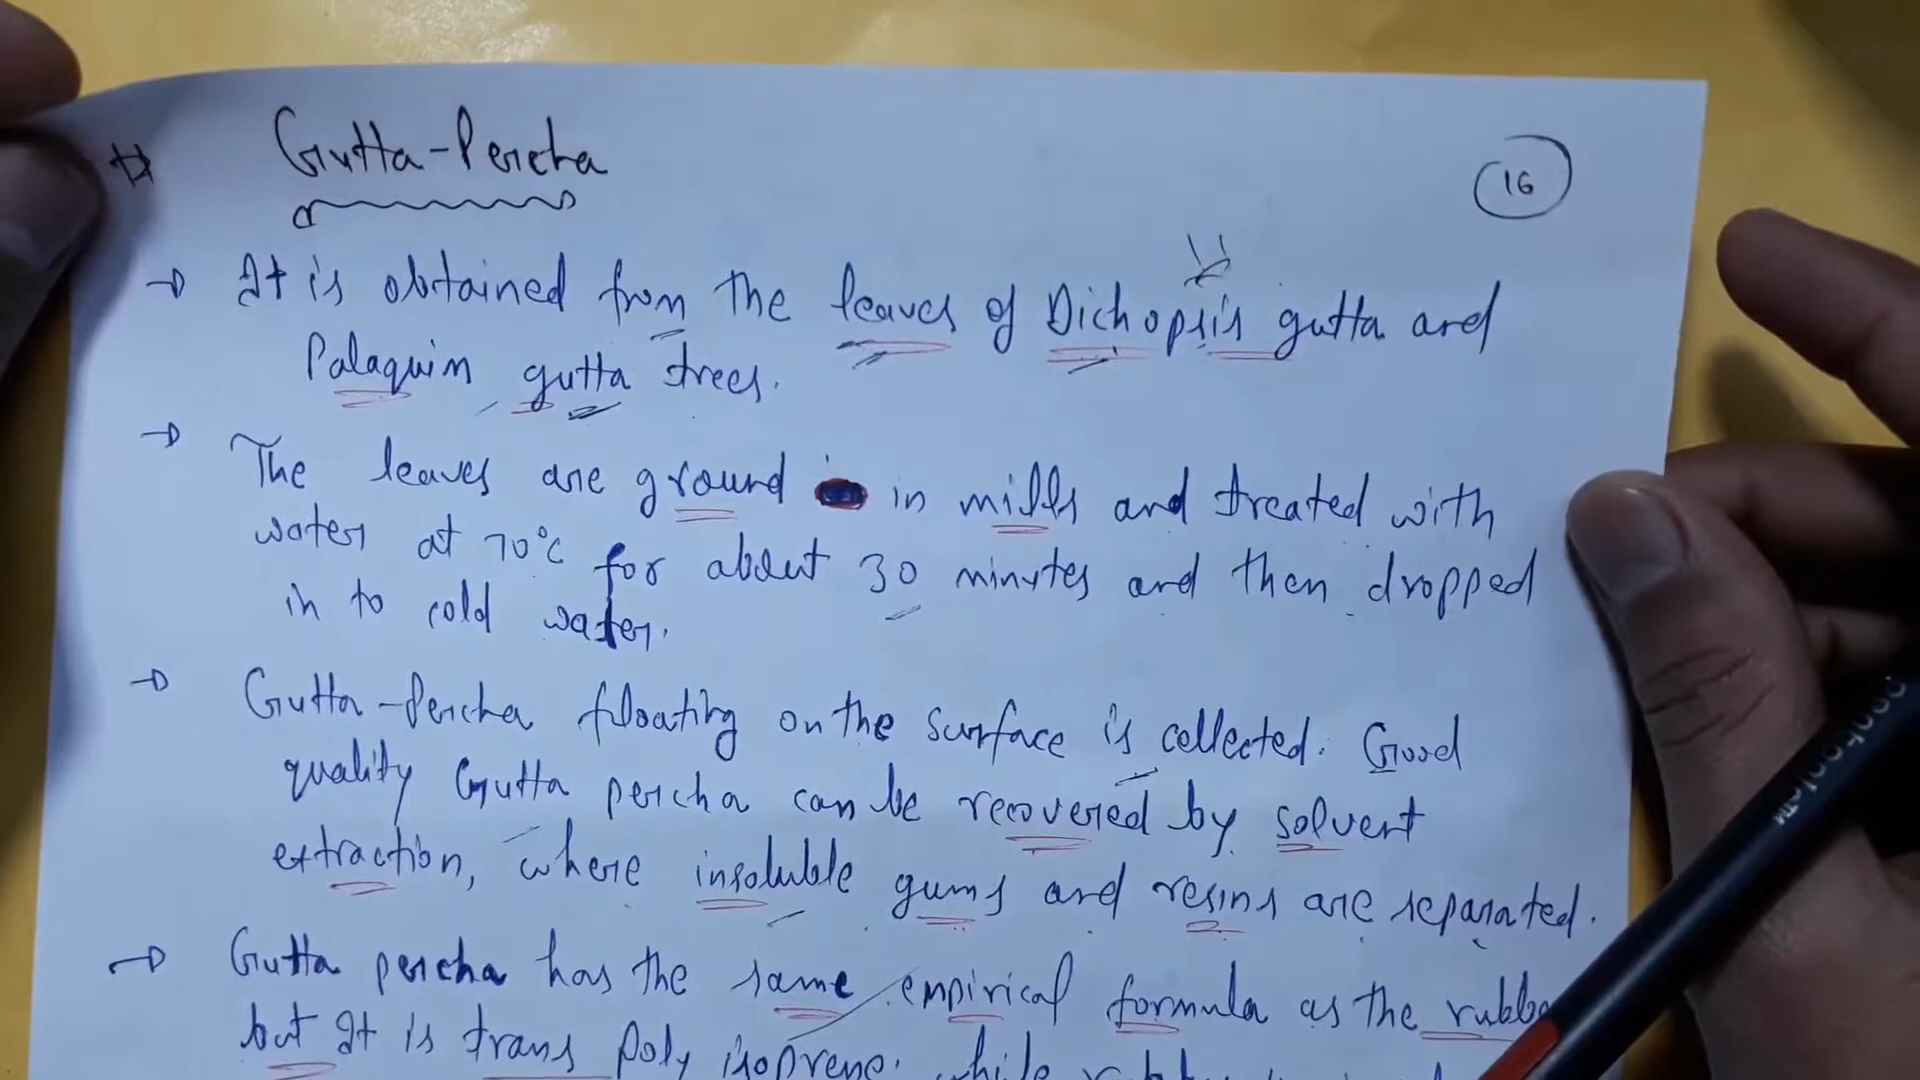 Gutta-Percha
16
→ It is obtained from the leaves of Dichopsis gutta and
Palaquim gutta trees.
→ The leaves are ground in mills and treated with
water at 70°C for about 30 minutes and then dropped
in to cold water.
→ Gutta-Percha floating on the surface is collected. Good
quality Gutta percha can be recovered by solvent
extraction, where insoluble gums and resins are separated.
→ Gutta percha has the same empirical formula as the
but It is trans Poly isoprene. while